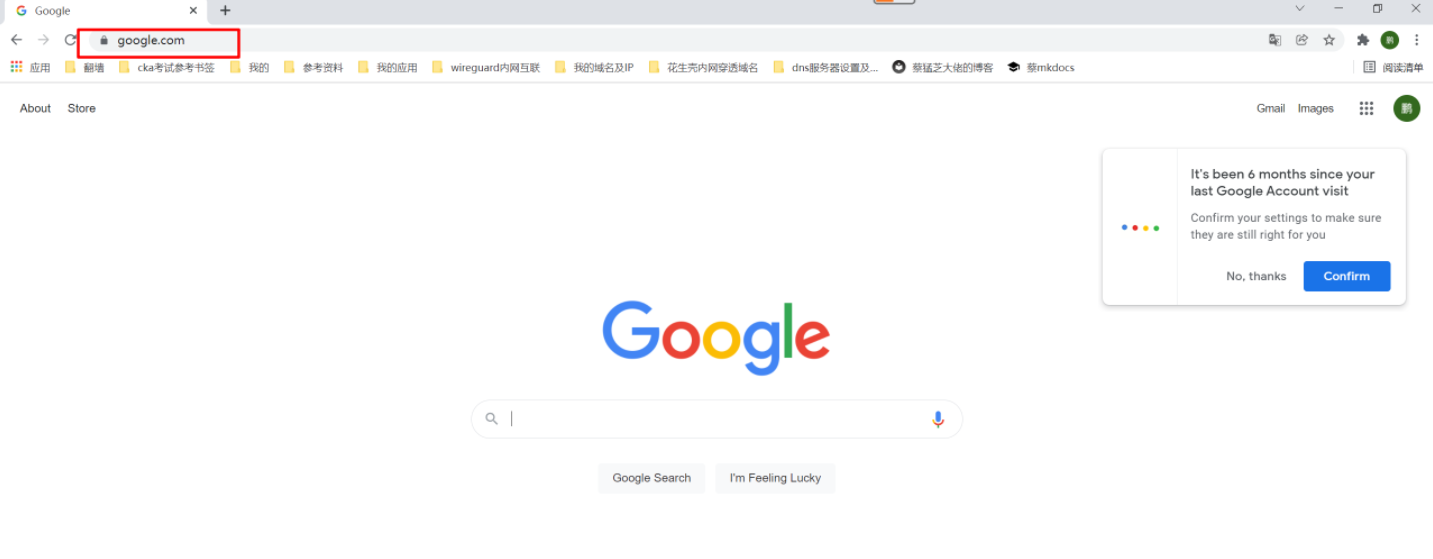 Google
google.com
应用 翻墙 cka考试参考书签 我的 参考资料 我的应用 wireguard内网互联 我的域名及IP 花生壳内网穿透域名 dns服务器设置及... 蔡猛芝大佬的博客 蔡mkdocs 阅读清单
About Store Gmail Images 鹏
It's been 6 months since your
last Google Account visit
Confirm your settings to make sure
they are still right for you
No, thanks Confirm
Google
Google Search I'm Feeling Lucky